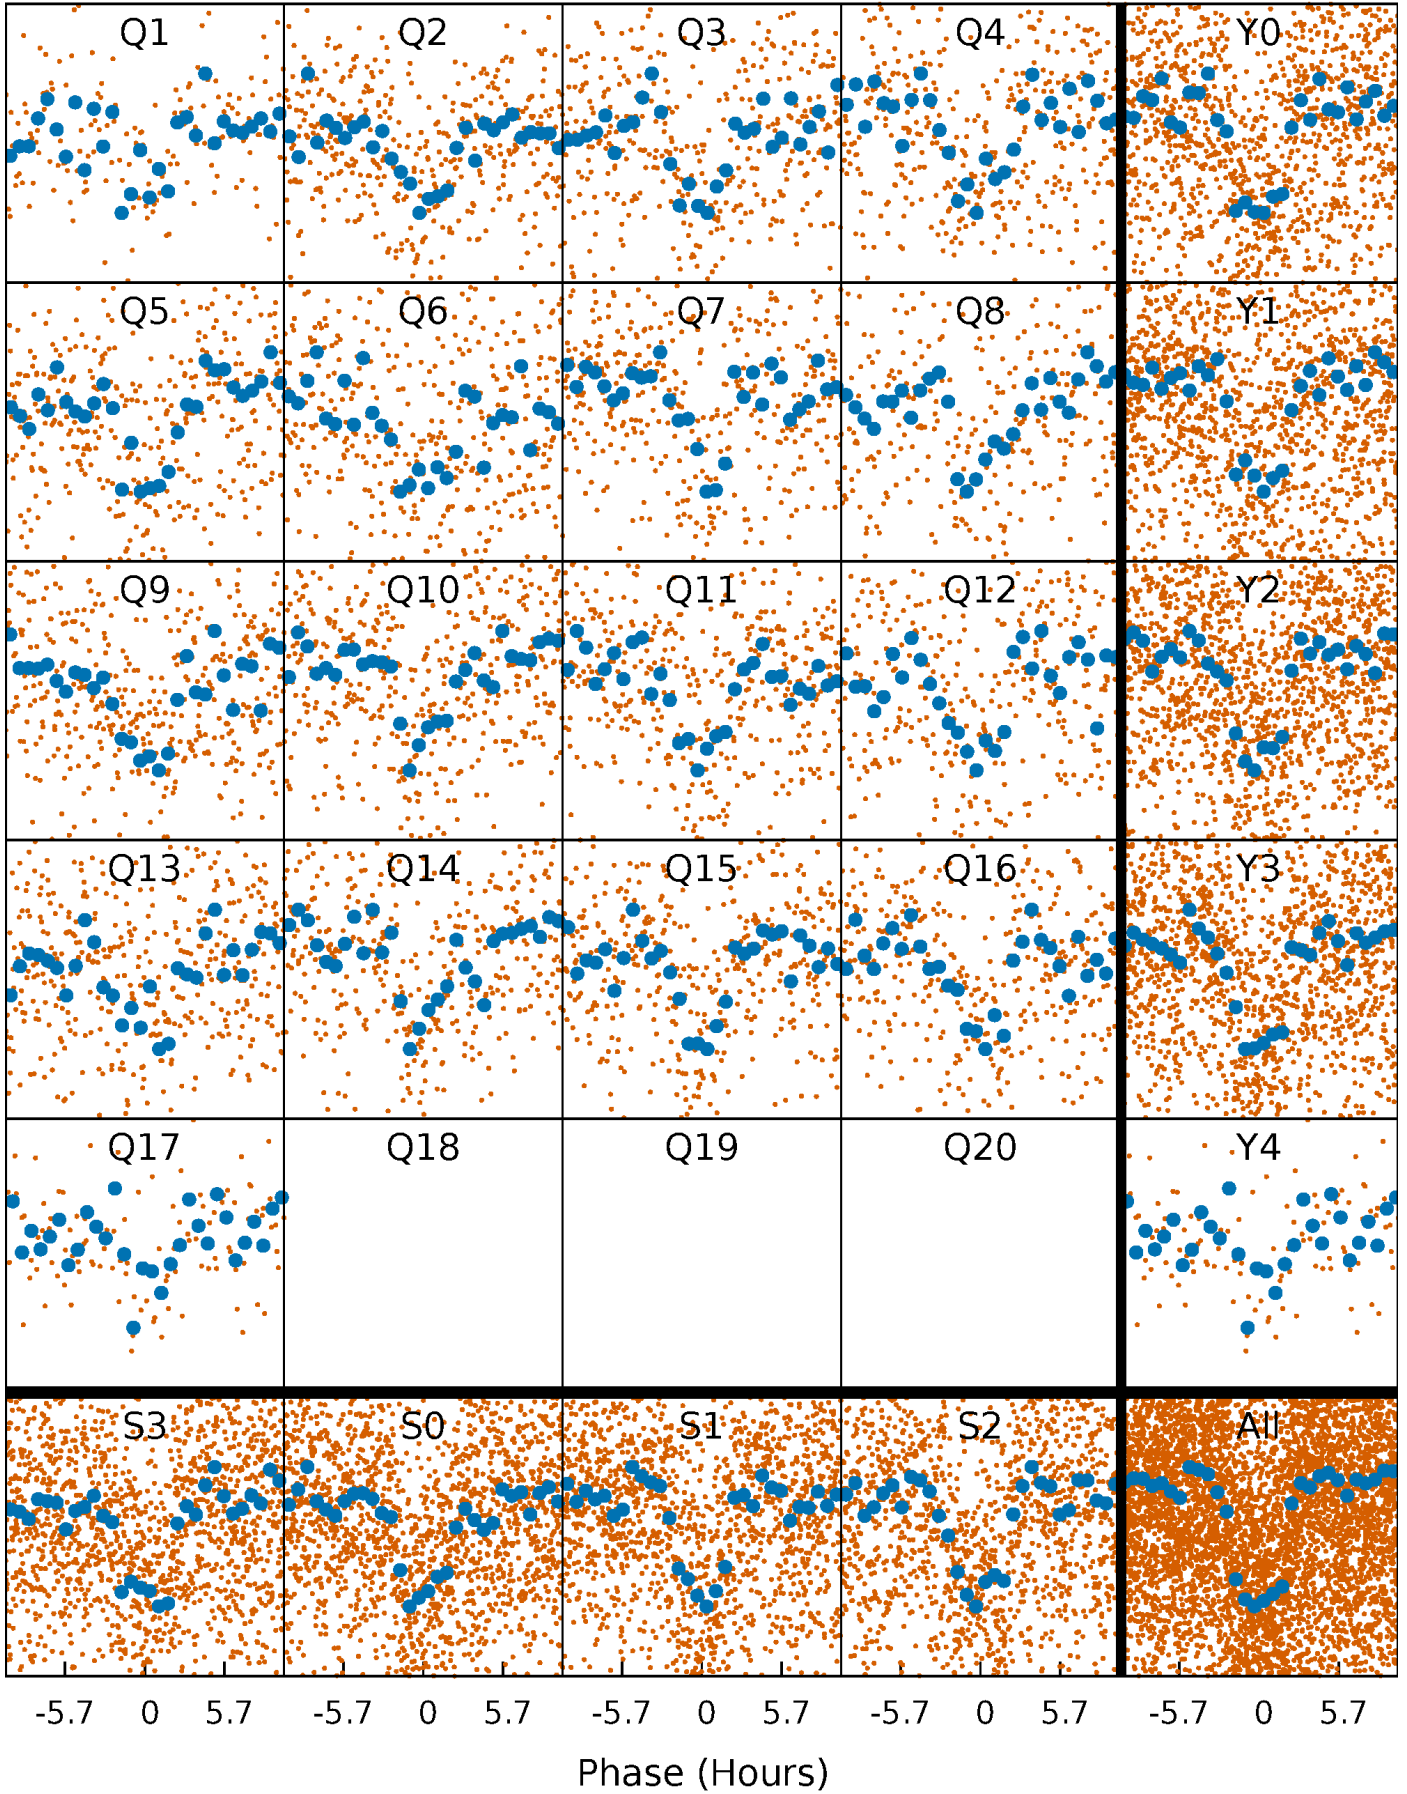 Q1 Q2 Q3 Q4 Y0
Q5 Q6 Q7 Q8 Y1
Q9 Q10 Q11 Q12 Y2
Q13 Q14 Q15 Q16 Y3
Q17 Q18 Q19 Q20 Y4
S3 S0 S1 S2 All
-5.7 0 5.7 -5.7 0 5.7 -5.7 0 5.7 -5.7 0 5.7 -5.7 0 5.7
Phase (Hours)